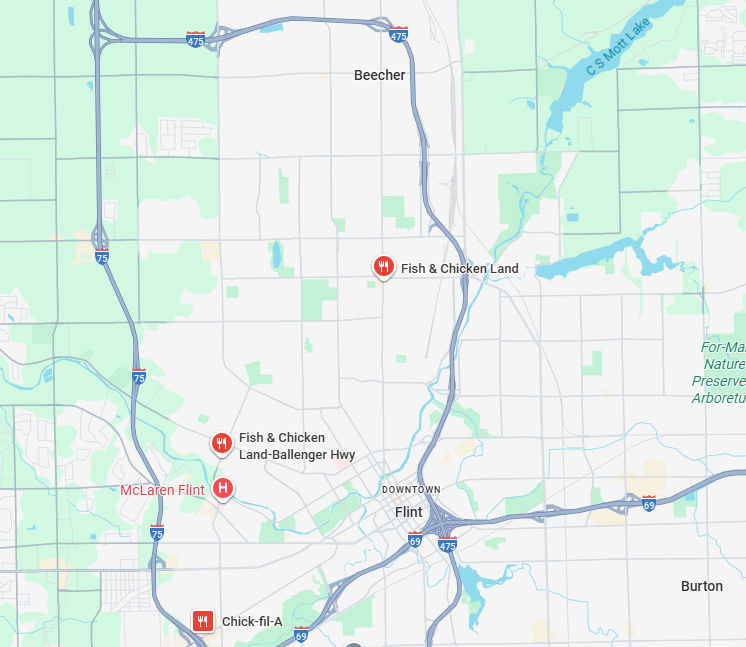 475
475
Beecher
C S Mott Lake
75
Fish & Chicken Land
For-Mar
Nature
Preserve
Arboretu
75
Fish & Chicken
Land-Ballenger Hwy
McLaren Flint
H
DOWNTOWN
Flint
69
75
69
475
Burton
Chick-fil-A
69